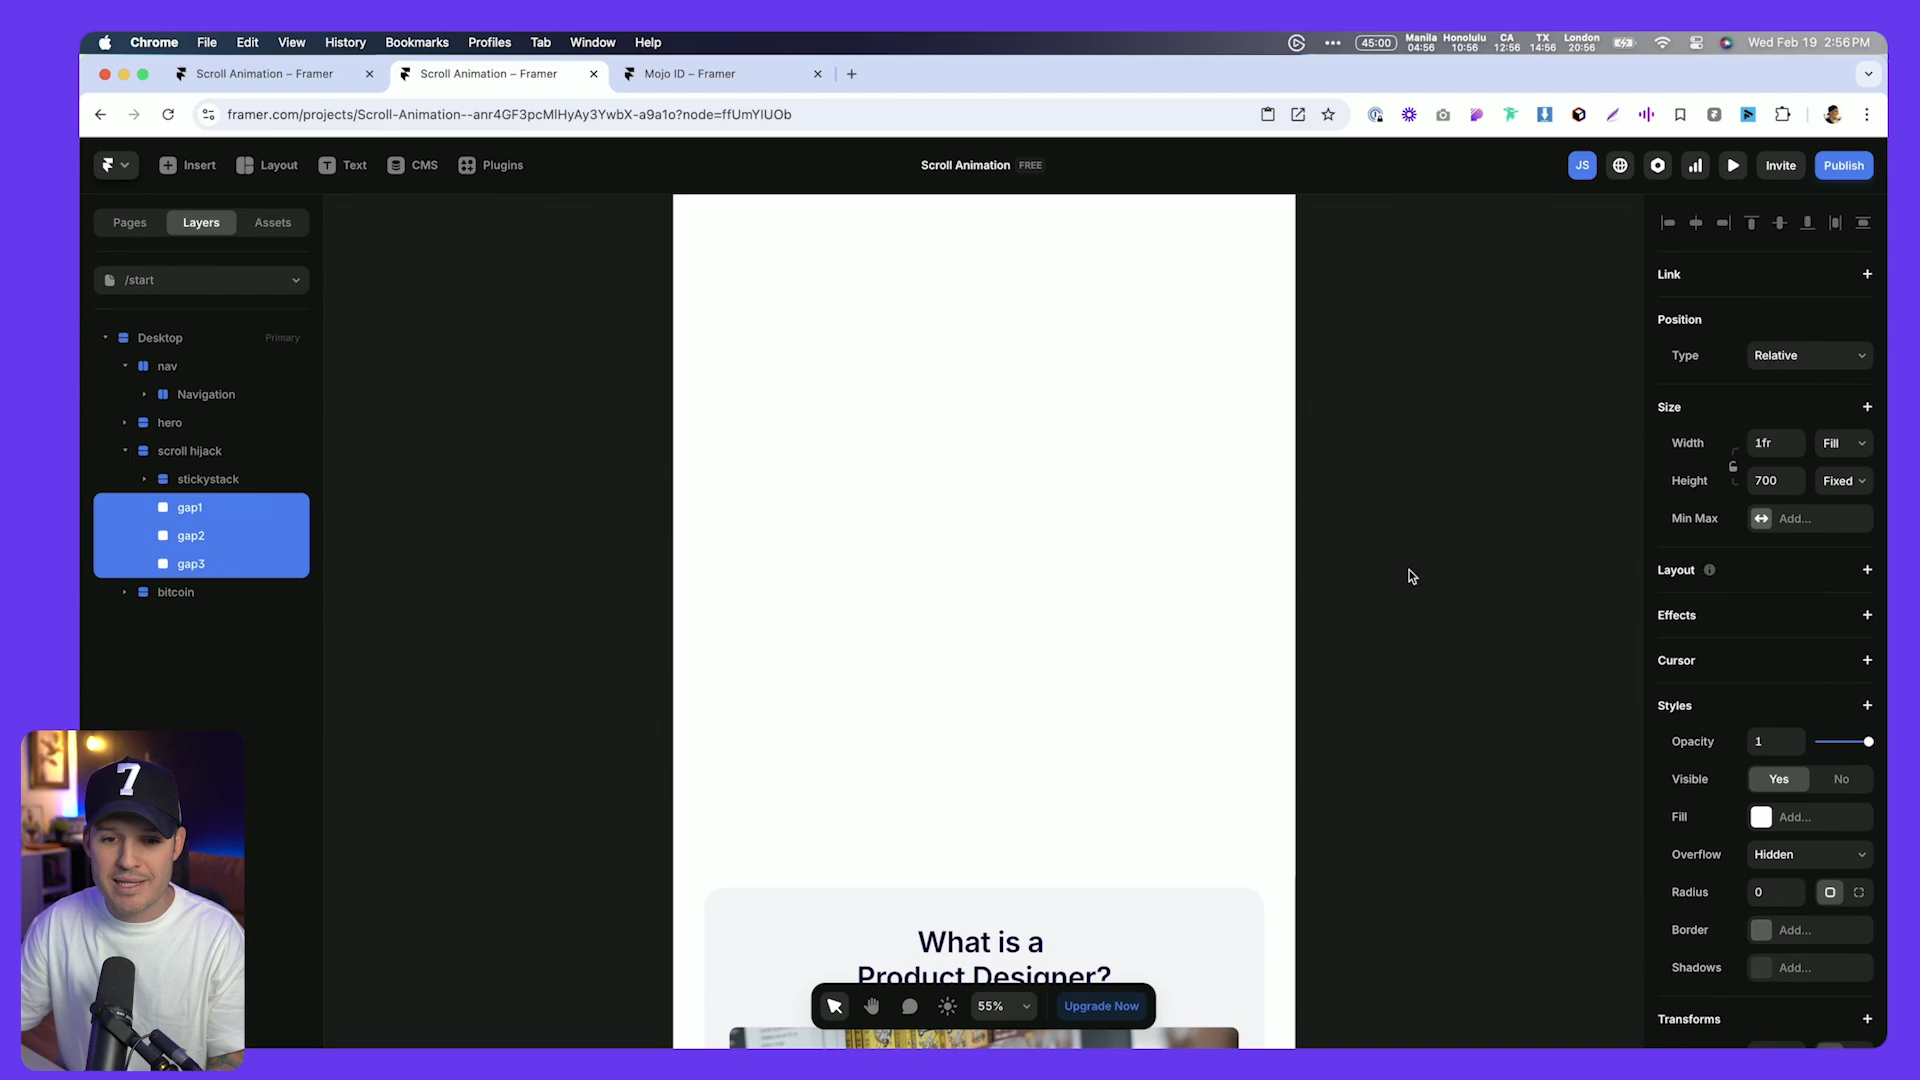 Chrome File Edit View History Bookmarks Profiles Tab Window Help
45:00 Manila 04:56 Honolulu 10:56 CA 12:56 TX 14:56 London 20:56 Wed Feb 19 2:56 PM
Scroll Animation – Framer
Scroll Animation – Framer
Mojo ID – Framer
framer.com/projects/Scroll-Animation--anr4GF3pcMlHyAy3YwbX-a9a1o?node=ffUmYIUOb
Insert Layout Text CMS Plugins
Scroll Animation FREE
JS Invite Publish
Pages Layers Assets
/start
Desktop Primary
nav
Navigation
hero
scroll hijack
stickystack
gap1
gap2
gap3
bitcoin
Link
Position
Type Relative
Size
Width 1fr Fill
Height 700 Fixed
Min Max Add...
Layout
Effects
Cursor
Styles
Opacity 1
Visible Yes No
Fill Add...
Overflow Hidden
Radius 0
Border Add...
Shadows Add...
Transforms
What is a
Product Designer?
55% Upgrade Now
7